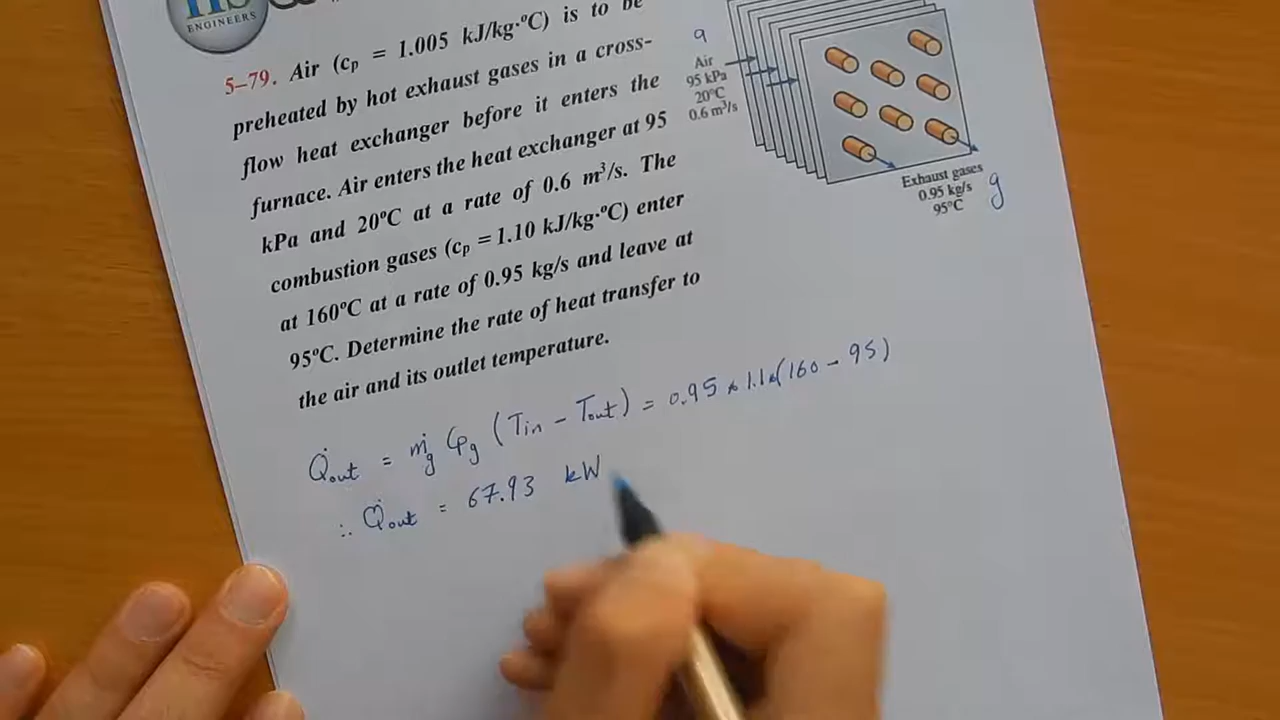 ENGINEERS
5–79. Air (cp = 1.005 kJ/kg·ºC) is to be
preheated by hot exhaust gases in a cross-
flow heat exchanger before it enters the
furnace. Air enters the heat exchanger at 95
kPa and 20ºC at a rate of 0.6 m³/s. The
combustion gases (cp = 1.10 kJ/kg·ºC) enter
at 160ºC at a rate of 0.95 kg/s and leave at
95ºC. Determine the rate of heat transfer to
the air and its outlet temperature.
a
Air
95 kPa
20°C
0.6 m³/s
Exhaust gases
0.95 kg/s
95°C
g
Q̇out = ṁg Cpg (Tin - Tout) = 0.95 * 1.1 * (160 - 95)
∴ Q̇out = 67.93 kW